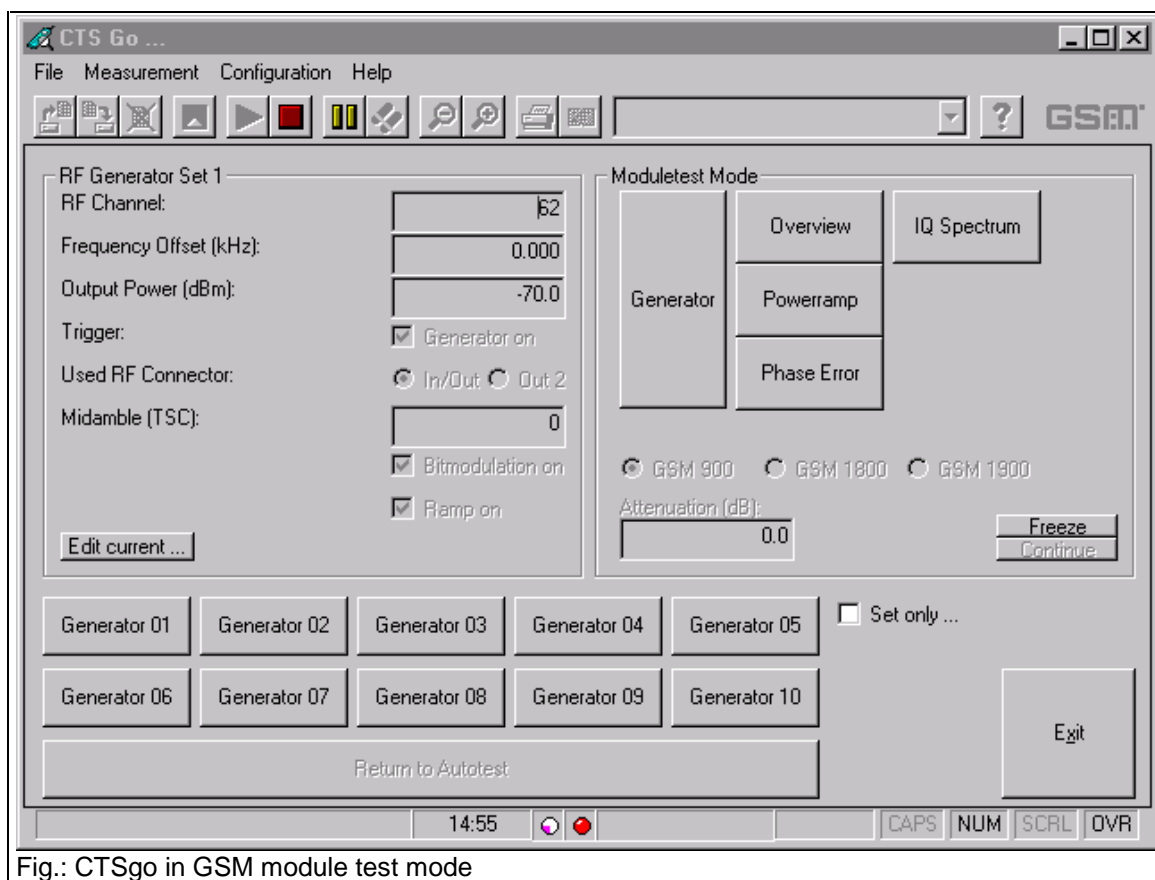 CTS Go ...
File Measurement Configuration Help
? GSM
RF Generator Set 1
RF Channel: 62
Frequency Offset (kHz): 0.000
Output Power (dBm): -70.0
Trigger: Generator on
Used RF Connector: In/Out Out 2
Midamble (TSC): 0
Bitmodulation on
Ramp on
Edit current ...
Moduletest Mode
Generator
Overview
IQ Spectrum
Powerramp
Phase Error
GSM 900 GSM 1800 GSM 1900
Attenuation (dB):
0.0
Freeze
Continue
Generator 01 Generator 02 Generator 03 Generator 04 Generator 05
Set only ...
Generator 06 Generator 07 Generator 08 Generator 09 Generator 10
Return to Autotest
Exit
14:55 CAPS NUM SCRL OVR
Fig.: CTSgo in GSM module test mode